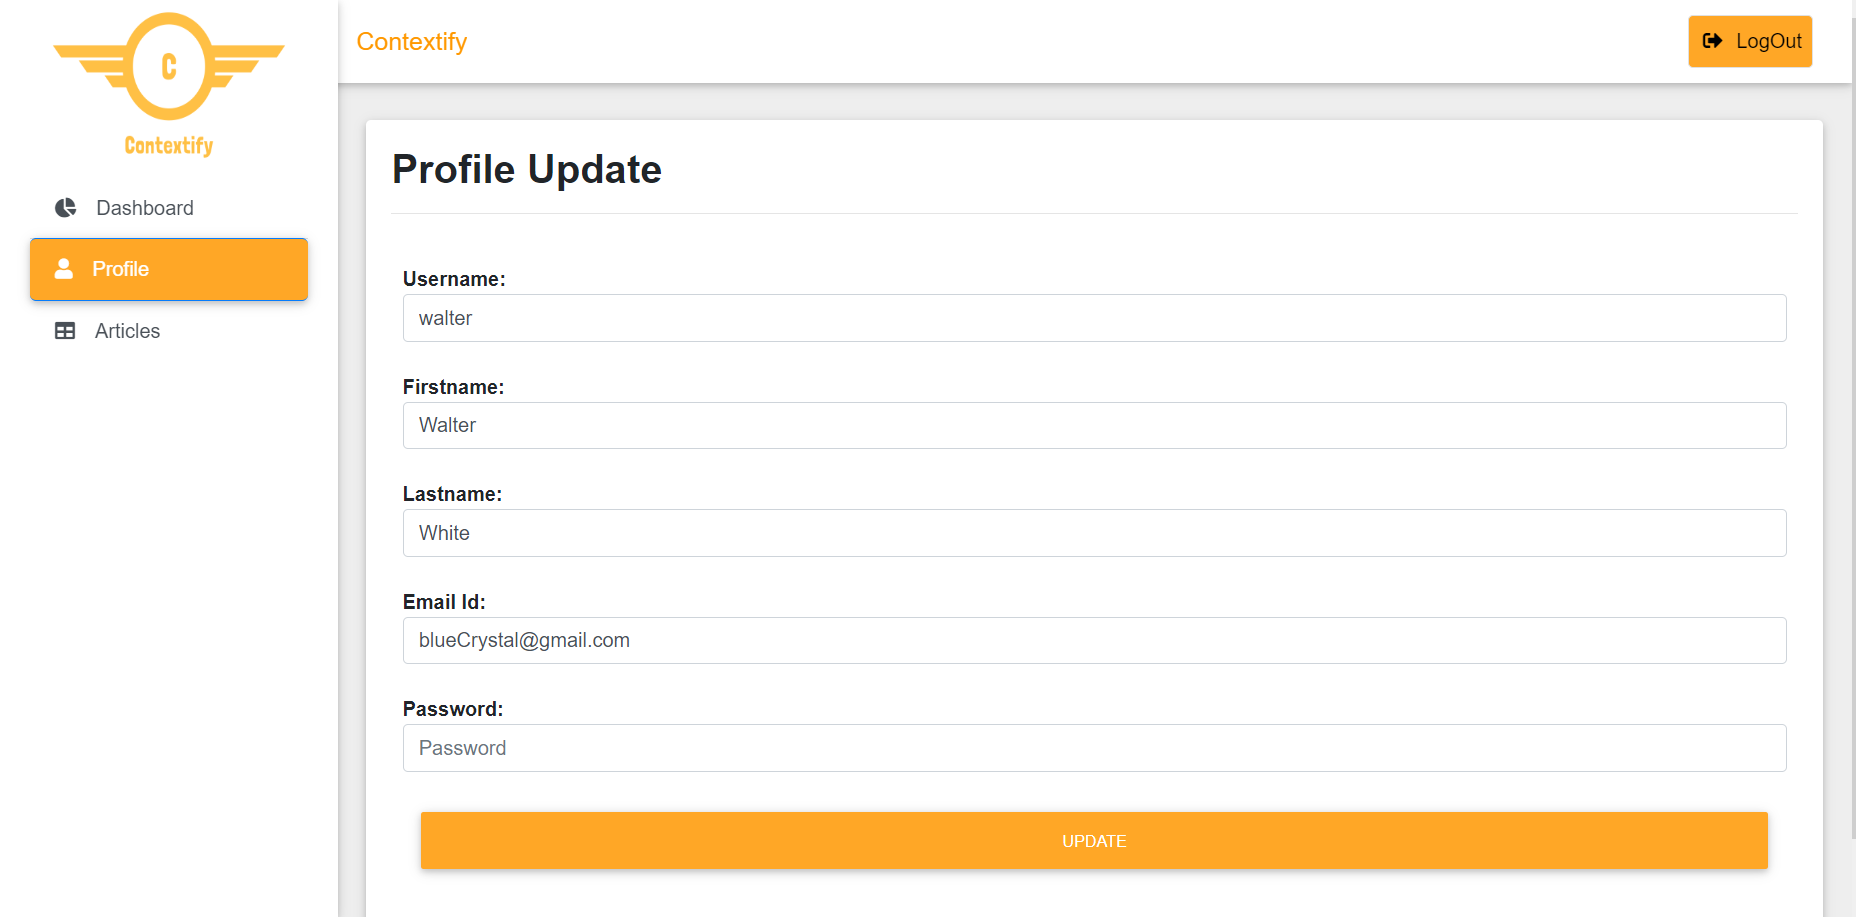 C
Contextify
Dashboard
Profile
Articles
Contextify
LogOut
Profile Update
Username:
walter
Firstname:
Walter
Lastname:
White
Email Id:
blueCrystal@gmail.com
Password:
Password
UPDATE